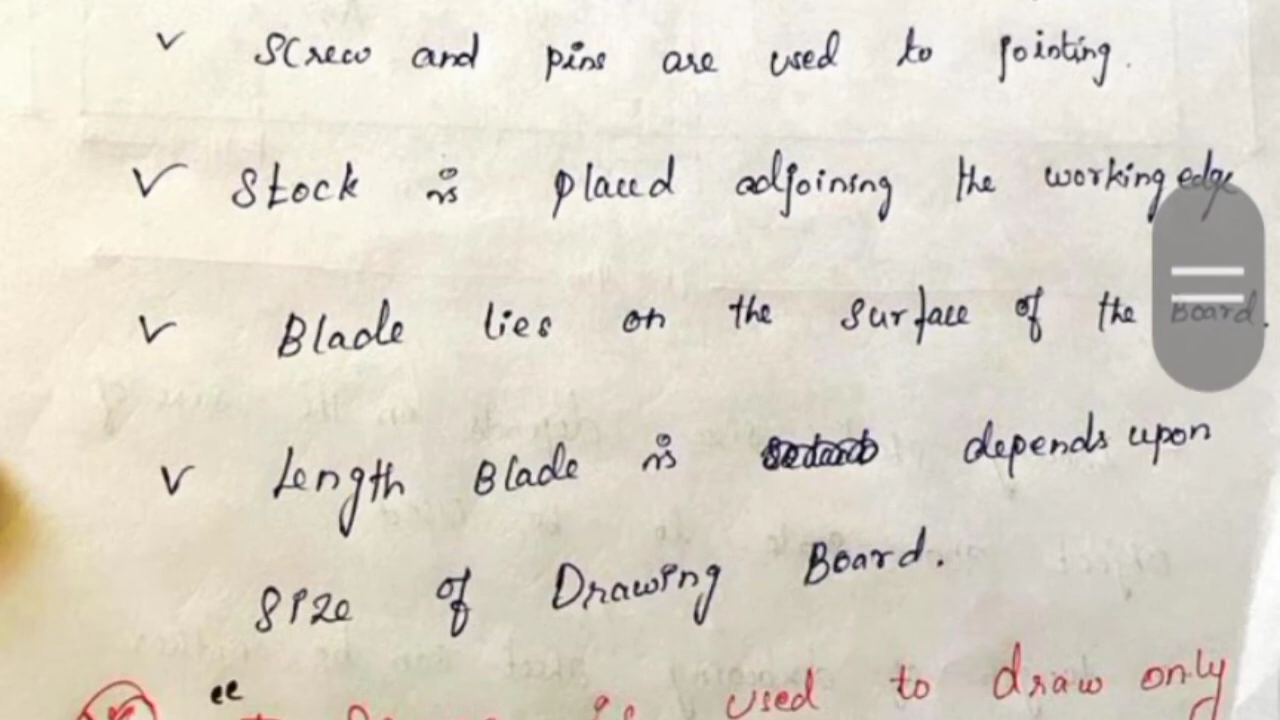 ✓ Screw and pins are used to jointing.
✓ Stock is placed adjoining the working edge
✓ Blade lies on the surface of the Board.
✓ Length Blade is depends upon
size of Drawing Board.
used to draw only